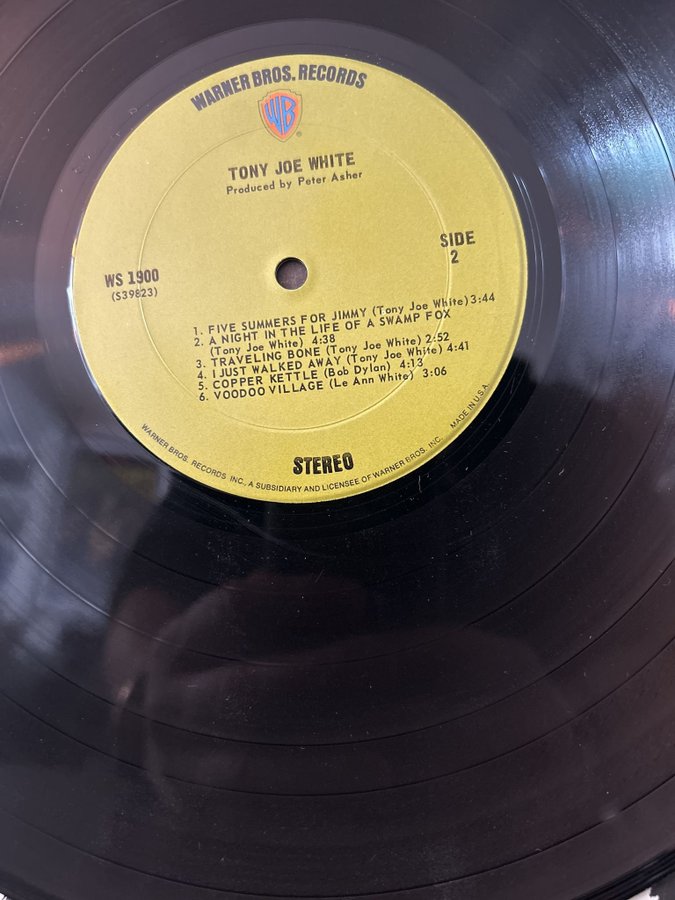 WARNER BROS. RECORDS
WB
®
TONY JOE WHITE
Produced by Peter Asher
WS 1900
(S39823)
SIDE
2
1. FIVE SUMMERS FOR JIMMY (Tony Joe White) 3:44
2. A NIGHT IN THE LIFE OF A SWAMP FOX
(Tony Joe White) 4:38
3. TRAVELING BONE (Tony Joe White) 2:52
4. I JUST WALKED AWAY (Tony Joe White) 4:41
5. COPPER KETTLE (Bob Dylan) 4:13
6. VOODOO VILLAGE (Le Ann White) 3:06
STEREO
WARNER BROS. RECORDS INC. A SUBSIDIARY AND LICENSEE OF WARNER BROS. INC. MADE IN U.S.A.